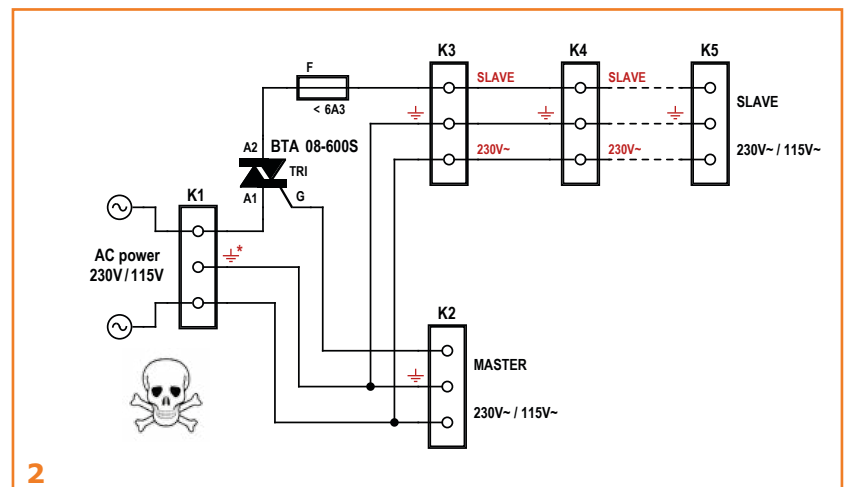 K3
K4
K5
F
< 6A3
SLAVE
SLAVE
SLAVE
A2
BTA 08-600S
TRI
A1
G
230V~
230V~
230V~ / 115V~
K1
*
AC power
230V / 115V
K2
MASTER
230V~ / 115V~
2